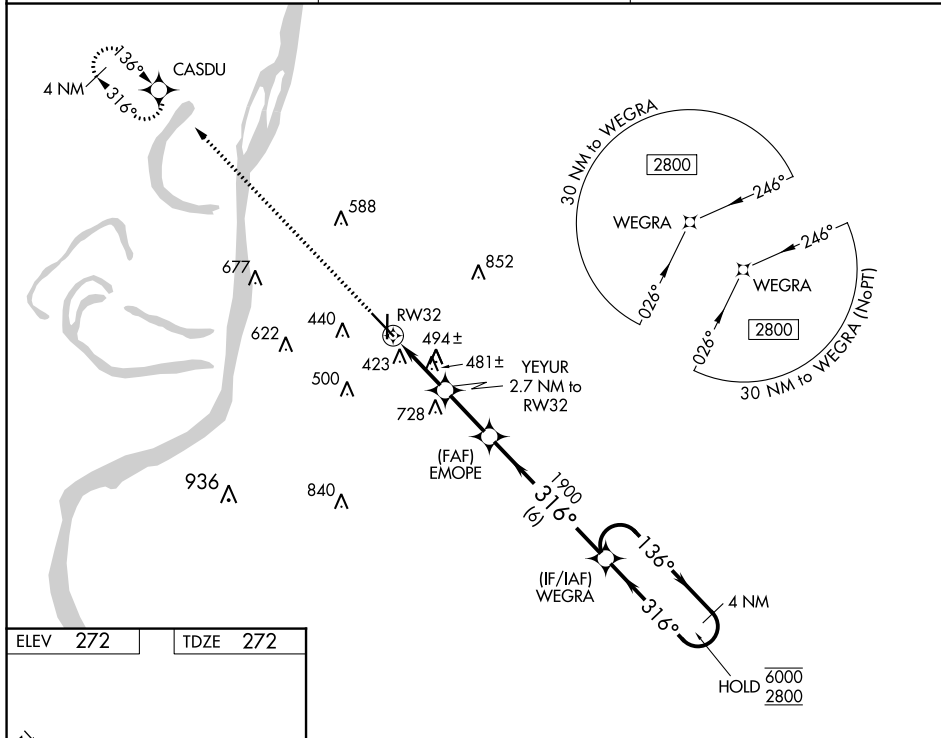 136°
CASDU
4 NM
316°
30 NM to WEGRA
2800
246°
WEGRA
026°
246°
WEGRA
2800
026°
30 NM to WEGRA (NoPT)
588
852
677
RW32
440
622
494±
423
481±
YEYUR
2.7 NM to
RW32
500
728
(FAF)
EMOPE
936
840
1900
316°
(6)
136°
(IF/IAF)
WEGRA
316°
4 NM
HOLD 6000
2800
ELEV 272
TDZE 272